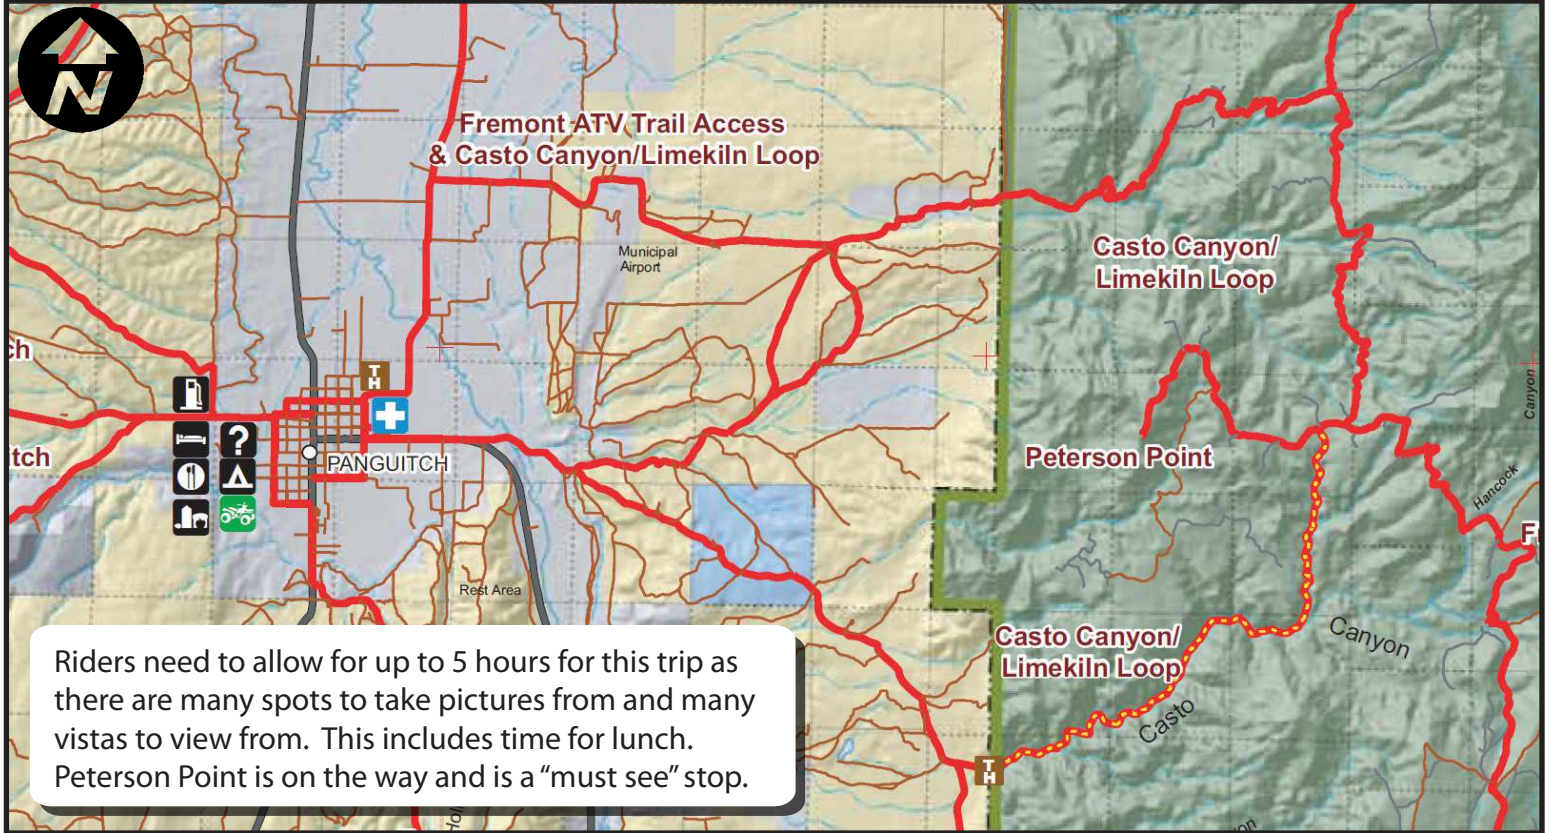 N
Fremont ATV Trail Access
& Casto Canyon/Limekiln Loop
Municipal
Airport
Casto Canyon/
Limekiln Loop
ch
TH
?
PANGUITCH
itch
Peterson Point
Canyon
Hancock
F
Rest Area
Casto Canyon/
Limekiln Loop
Canyon
Casto
TH
Riders need to allow for up to 5 hours for this trip as
there are many spots to take pictures from and many
vistas to view from.  This includes time for lunch.
Peterson Point is on the way and is a “must see” stop.
Hol
on